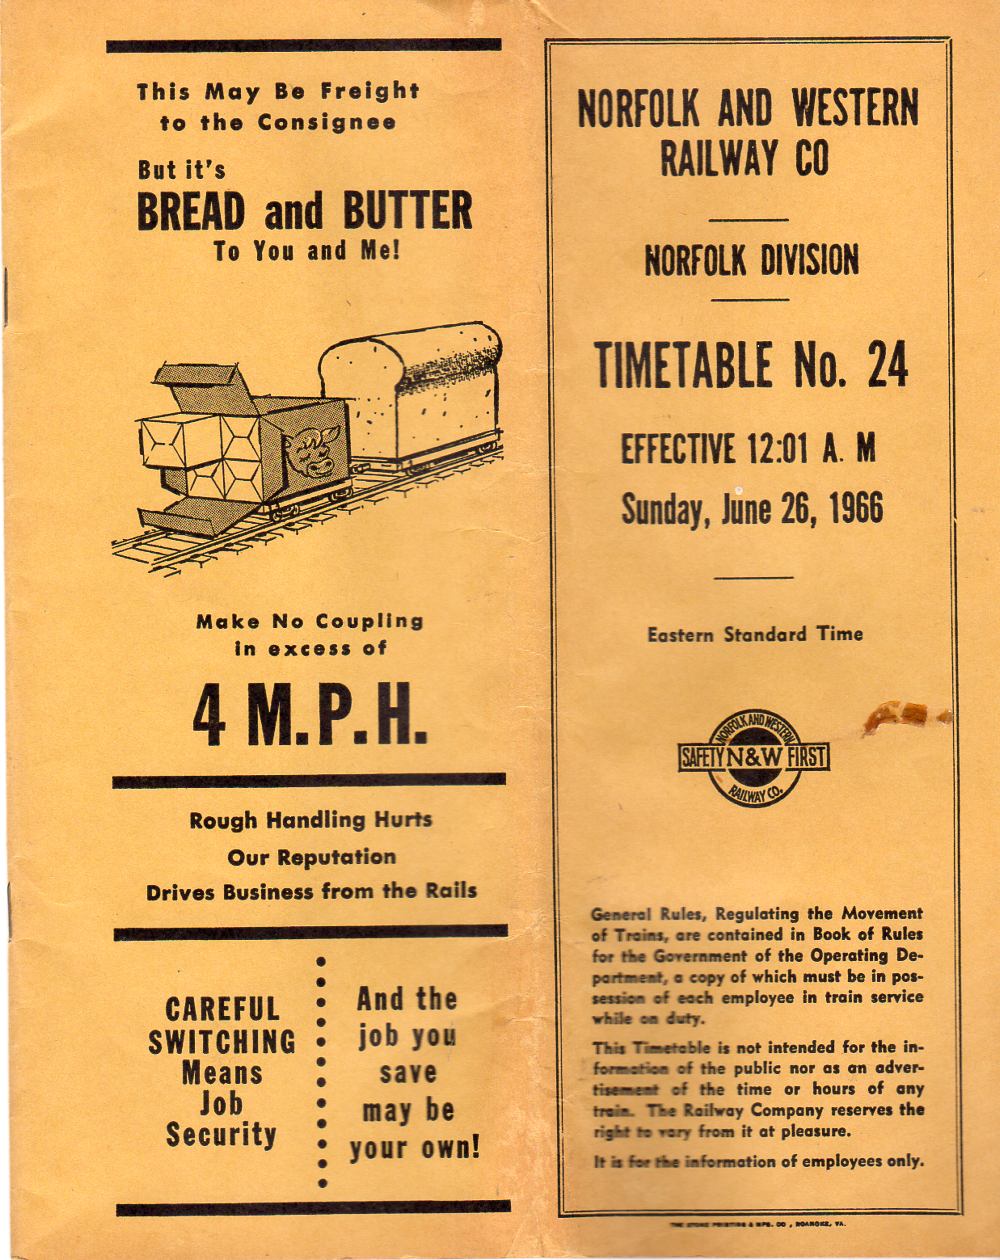 This May Be Freight
to the Consignee
But it's
BREAD and BUTTER
To You and Me!
Make No Coupling
in excess of
4 M.P.H.
Rough Handling Hurts
Our Reputation
Drives Business from the Rails
CAREFUL
SWITCHING
Means
Job
Security
And the
job you
save
may be
your own!
NORFOLK AND WESTERN
RAILWAY CO
NORFOLK DIVISION
TIMETABLE No. 24
EFFECTIVE 12:01 A. M
Sunday, June 26, 1966
Eastern Standard Time
NORFOLK AND WESTERN
SAFETY N&W FIRST
RAILWAY CO.
General Rules, Regulating the Movement
of Trains, are contained in Book of Rules
for the Government of the Operating De-
partment, a copy of which must be in pos-
session of each employee in train service
while on duty.
This Timetable is not intended for the in-
formation of the public nor as an adver-
tisement of the time or hours of any
train. The Railway Company reserves the
right to vary from it at pleasure.
It is for the information of employees only.
THE STONE PRINTING & MFG. CO., ROANOKE, VA.